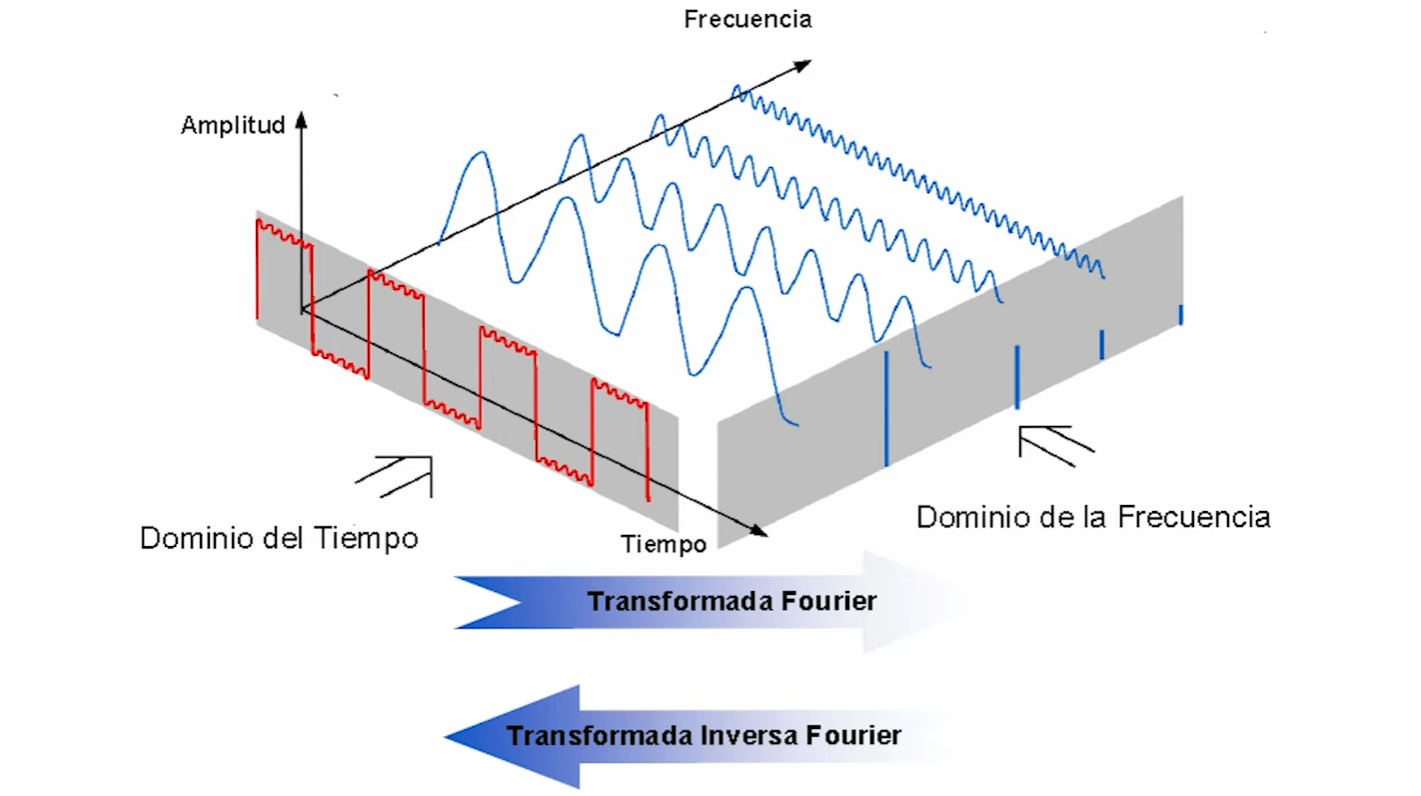 Frecuencia
Amplitud
Dominio del Tiempo
Tiempo
Dominio de la Frecuencia
Transformada Fourier
Transformada Inversa Fourier